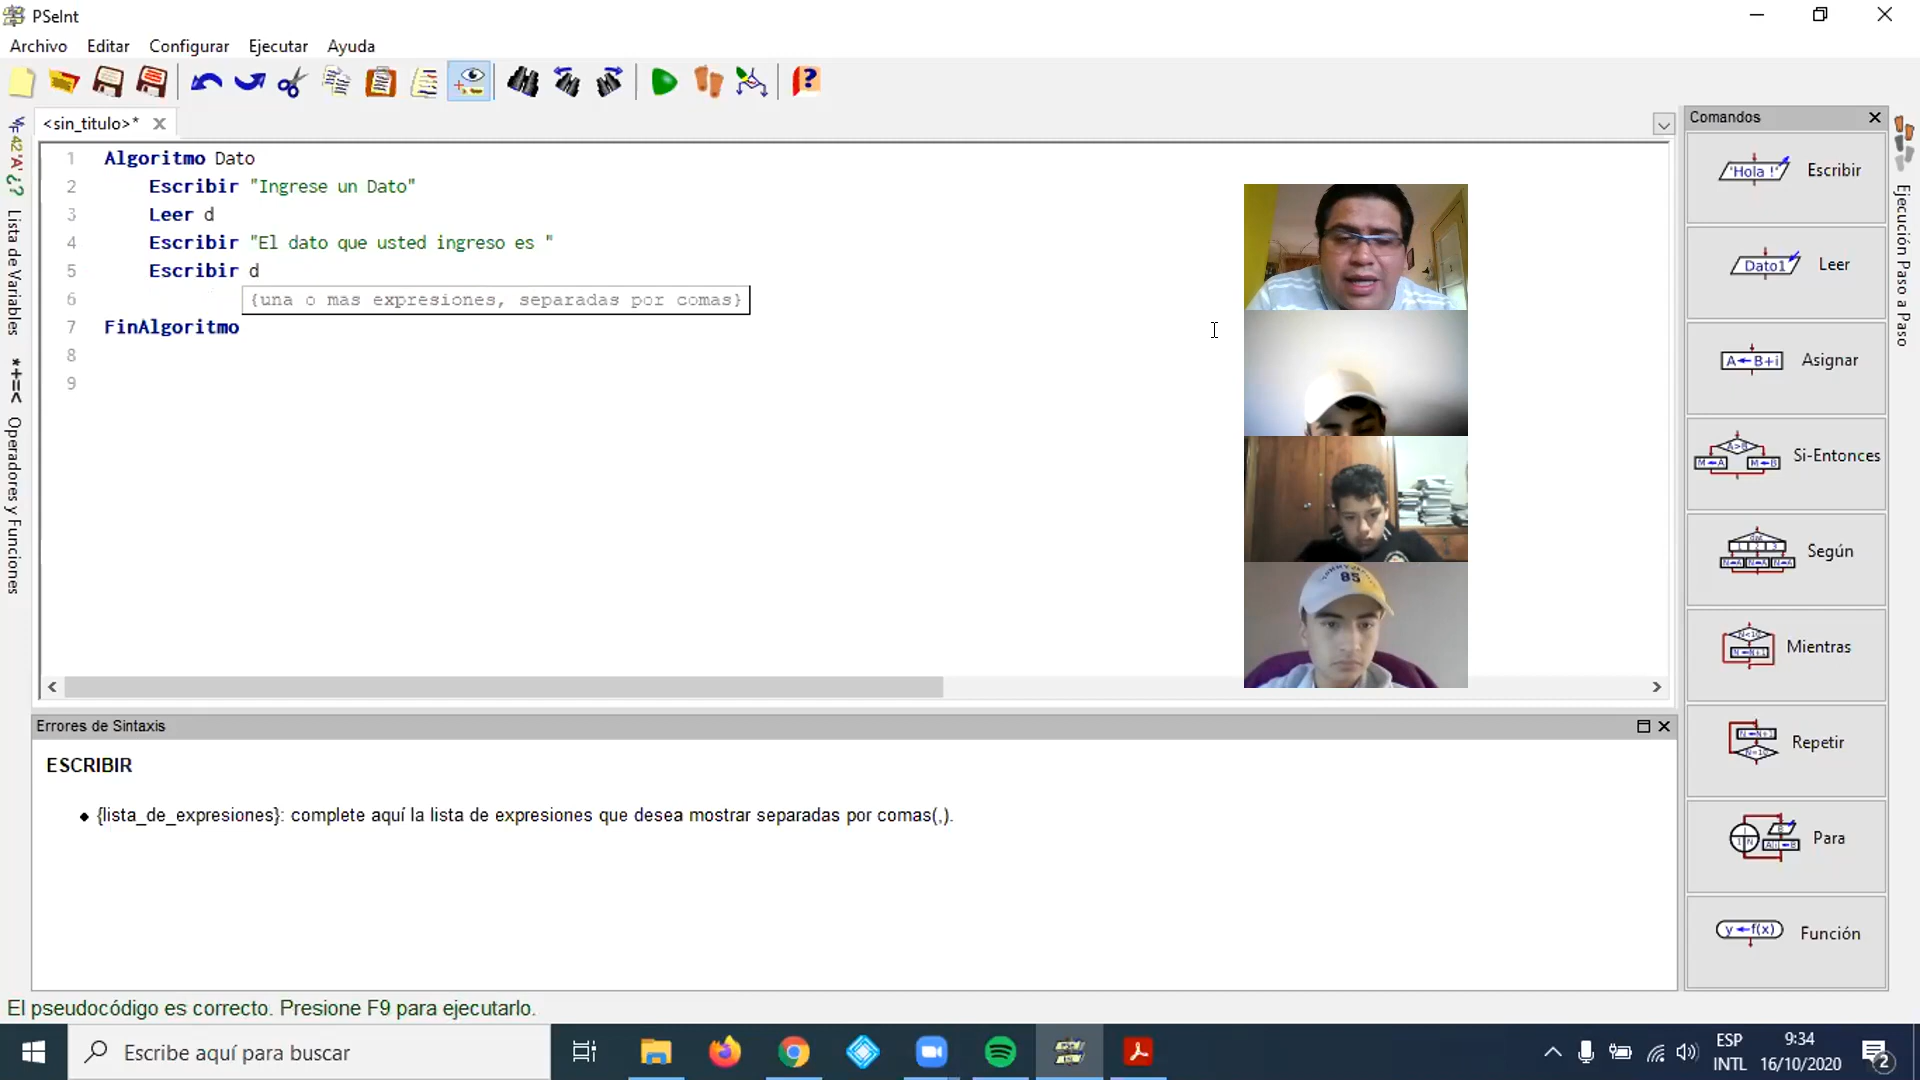 PSeInt
Archivo Editar Configurar Ejecutar Ayuda
<sin_titulo>*
Comandos
1 Algoritmo Dato
2 Escribir "Ingrese un Dato"
3 Leer d
4 Escribir "El dato que usted ingreso es "
5 Escribir d
6 {una o mas expresiones, separadas por comas}
7 FinAlgoritmo
8
9
Lista de Variables
Operadores y Funciones
'Hola !' Escribir
Dato1 Leer
A←B+i Asignar
Si-Entonces
Según
Mientras
Repetir
Para
y←f(x) Función
Ejecución Paso a Paso
85
Errores de Sintaxis
ESCRIBIR
{lista_de_expresiones}: complete aquí la lista de expresiones que desea mostrar separadas por comas(,).
El pseudocódigo es correcto. Presione F9 para ejecutarlo.
Escribe aquí para buscar
ESP
INTL
9:34
16/10/2020
2